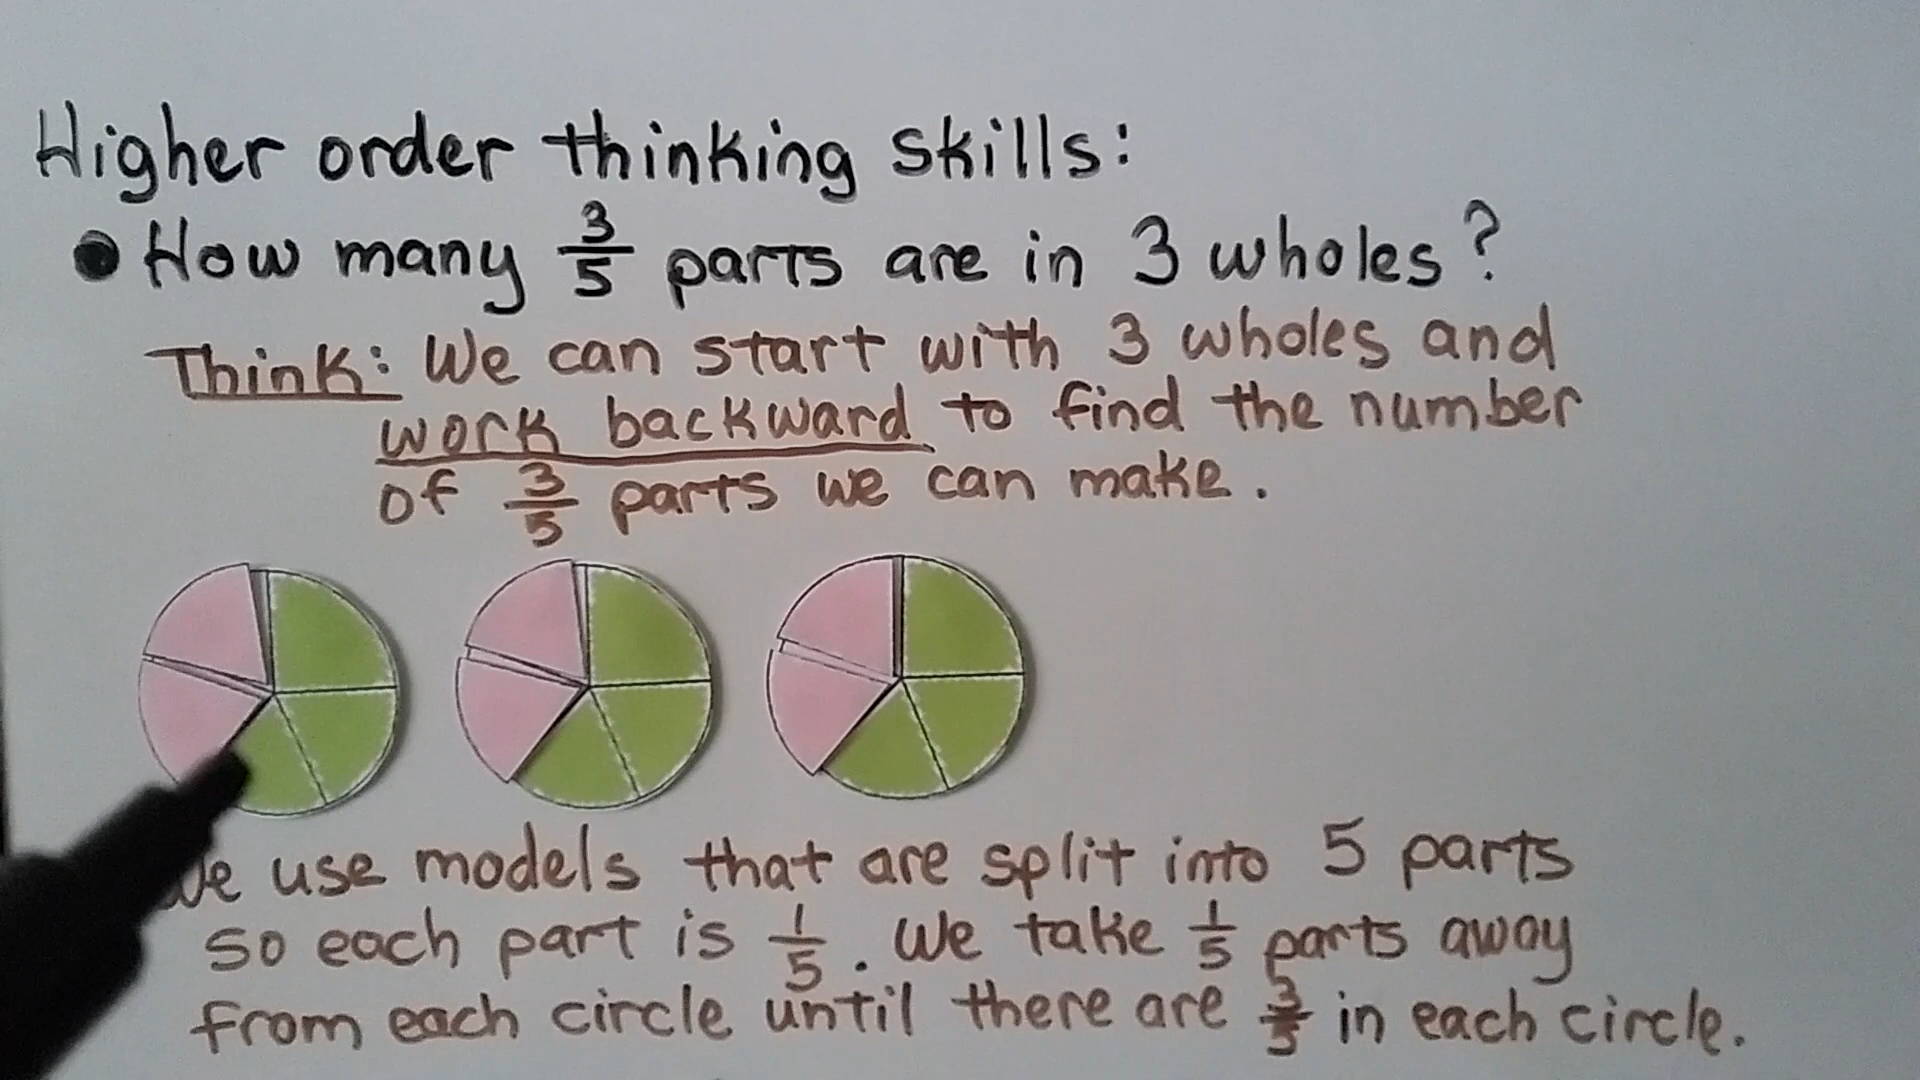 Higher order thinking skills:
• How many 3/5 parts are in 3 wholes?
Think: We can start with 3 wholes and
work backward to find the number
of 3/5 parts we can make.
We use models that are split into 5 parts
so each part is 1/5. We take 1/5 parts away
from each circle until there are 3/5 in each circle.